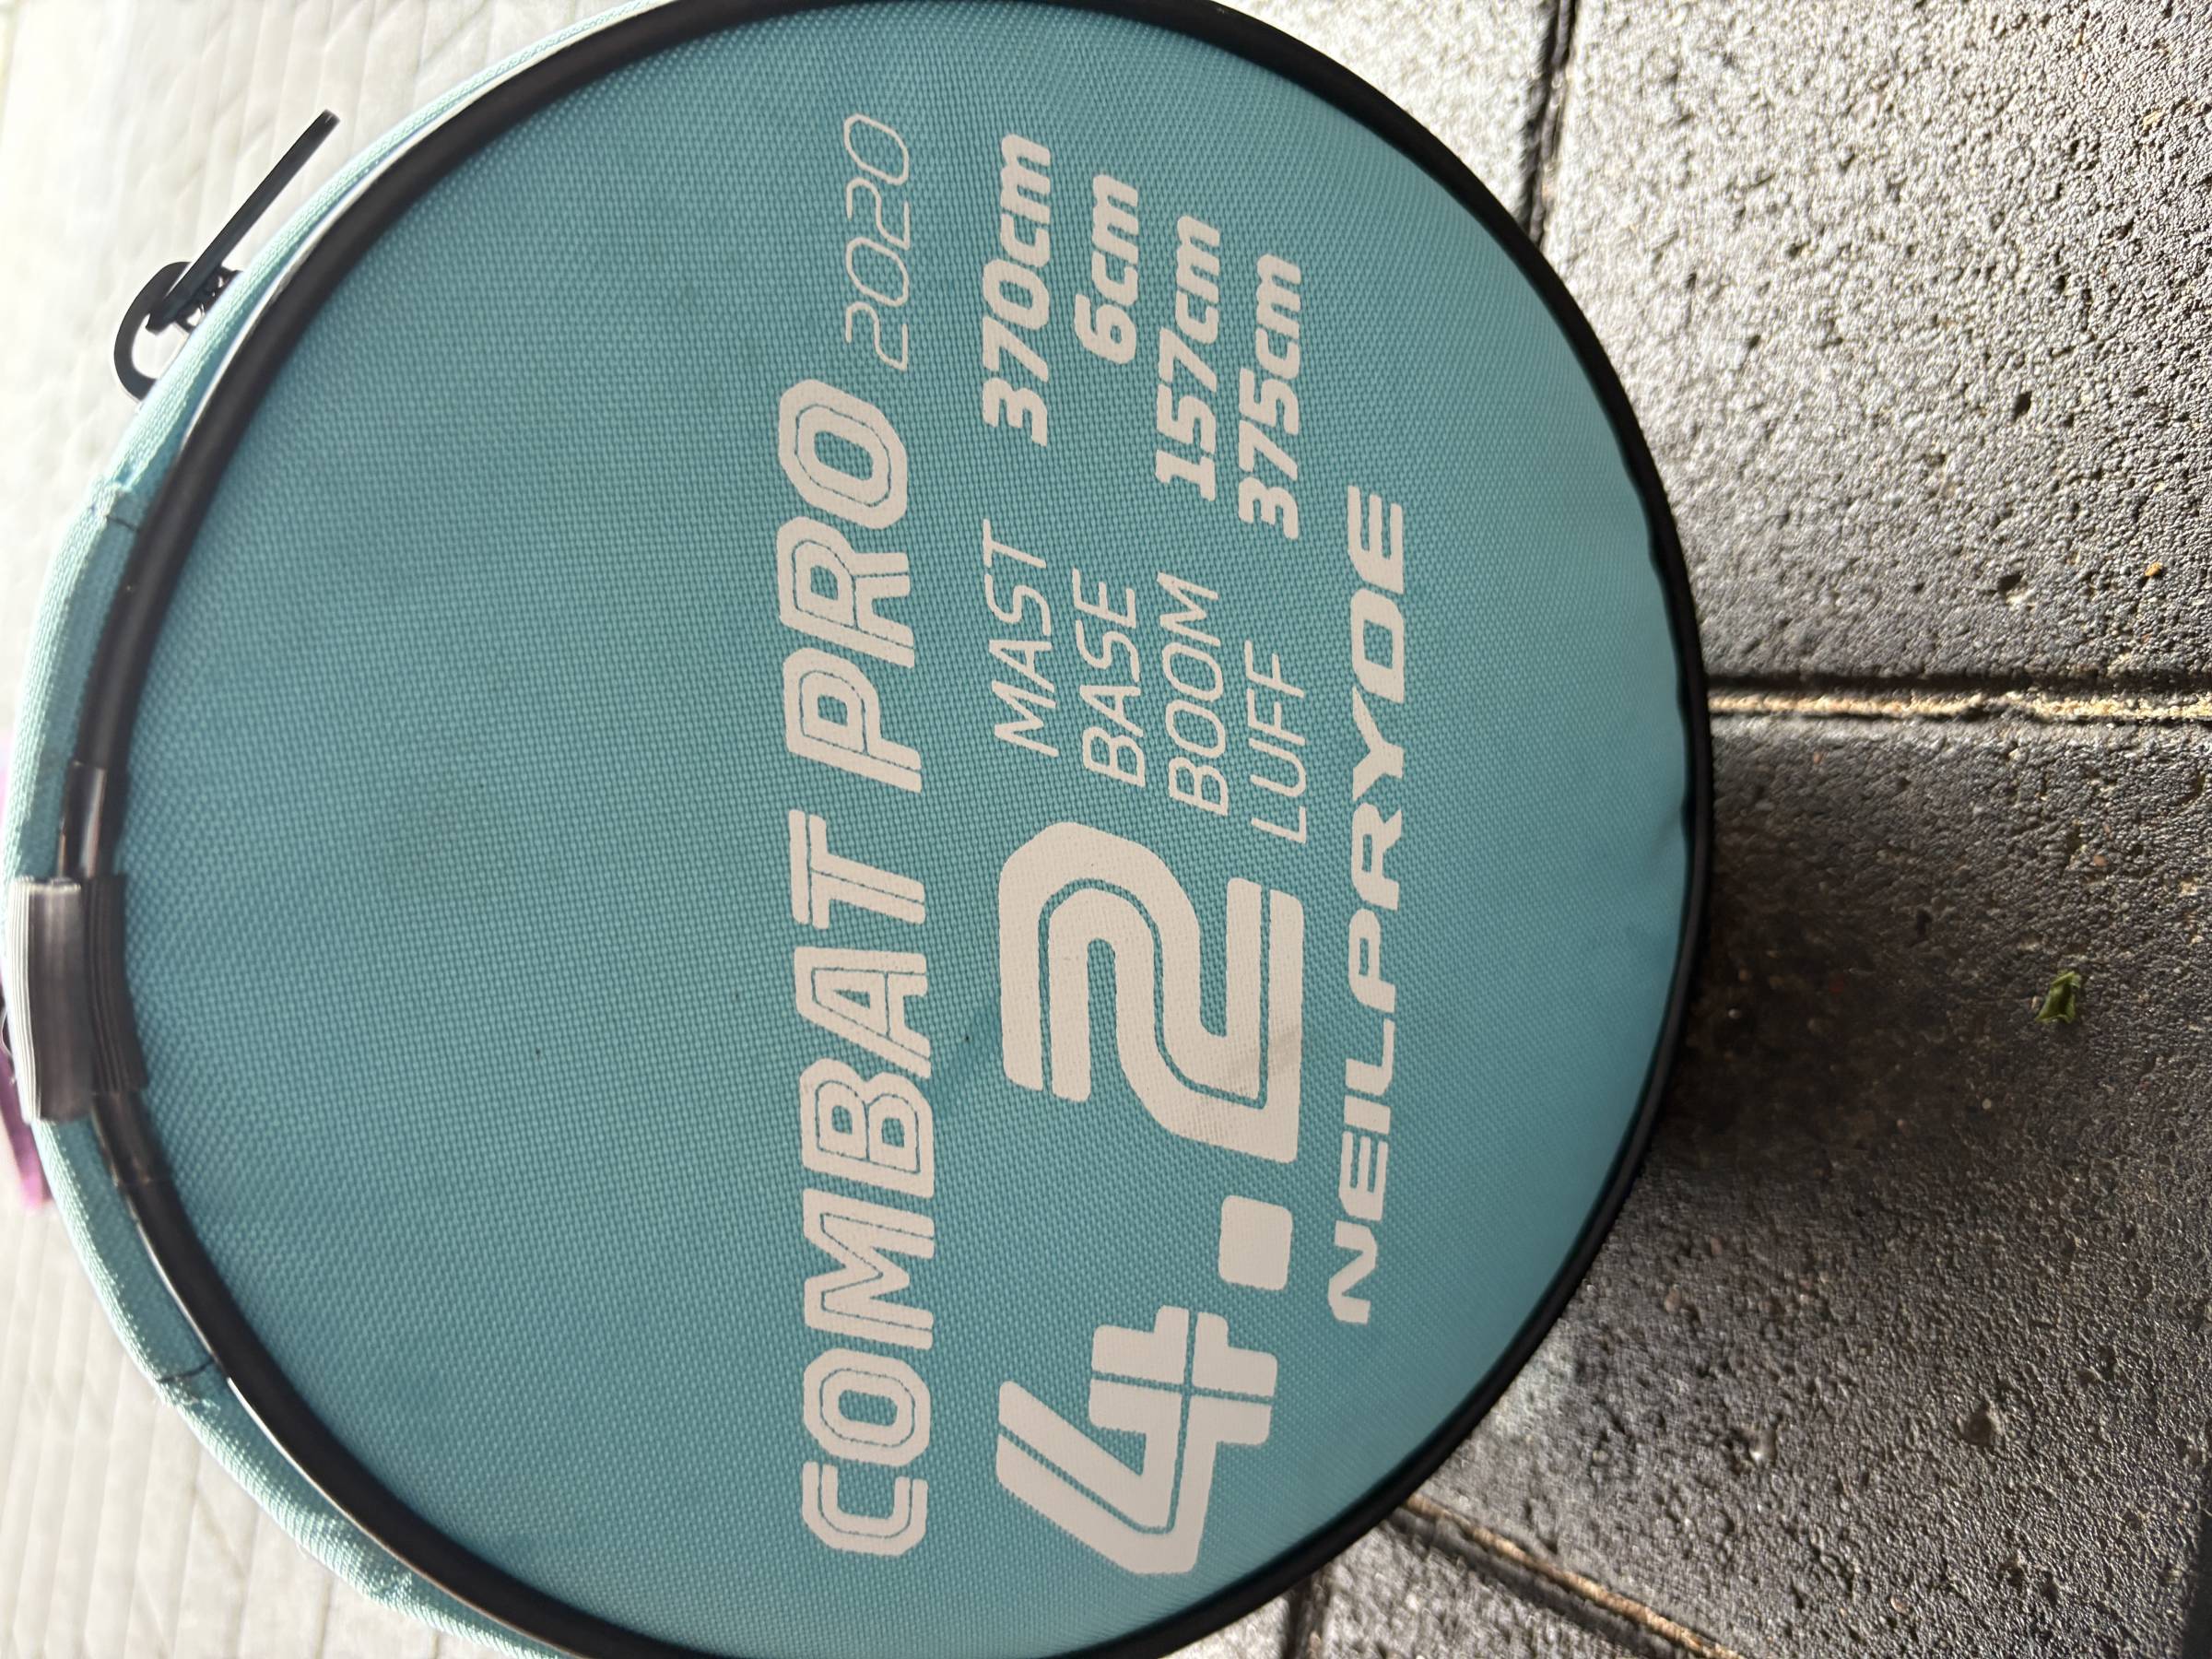 COMBAT PRO 2020
4.2
MAST 370cm
BASE 6cm
BOOM 157cm
LUFF 375cm
NEILPRYDE